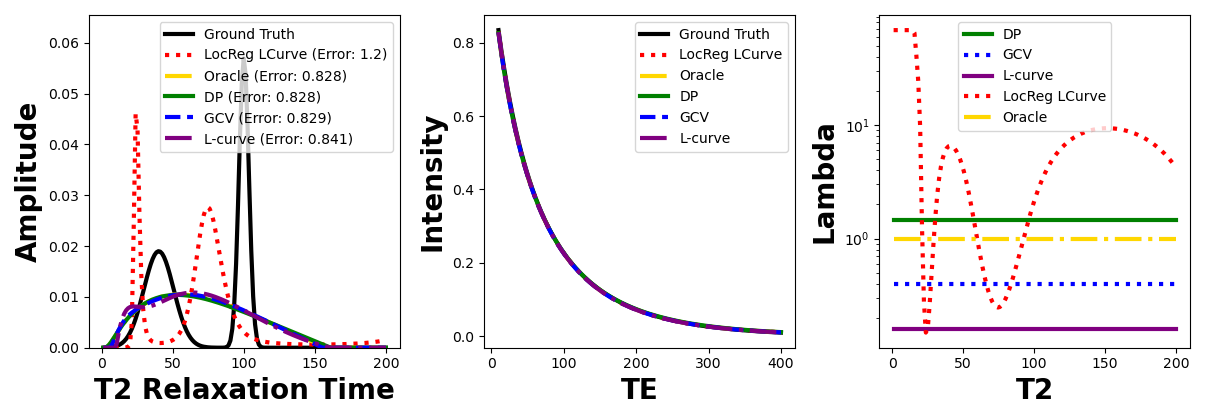 Amplitude
0.06
0.05
0.04
0.03
0.02
0.01
0.00
0 50 100 150 200
T2 Relaxation Time
Ground Truth
LocReg LCurve (Error: 1.2)
Oracle (Error: 0.828)
DP (Error: 0.828)
GCV (Error: 0.829)
L-curve (Error: 0.841)
Intensity
0.8
0.6
0.4
0.2
0.0
0 100 200 300 400
TE
Ground Truth
LocReg LCurve
Oracle
DP
GCV
L-curve
Lambda
10¹
10⁰
0 50 100 150 200
T2
DP
GCV
L-curve
LocReg LCurve
Oracle